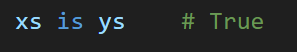 xs is ys    # True